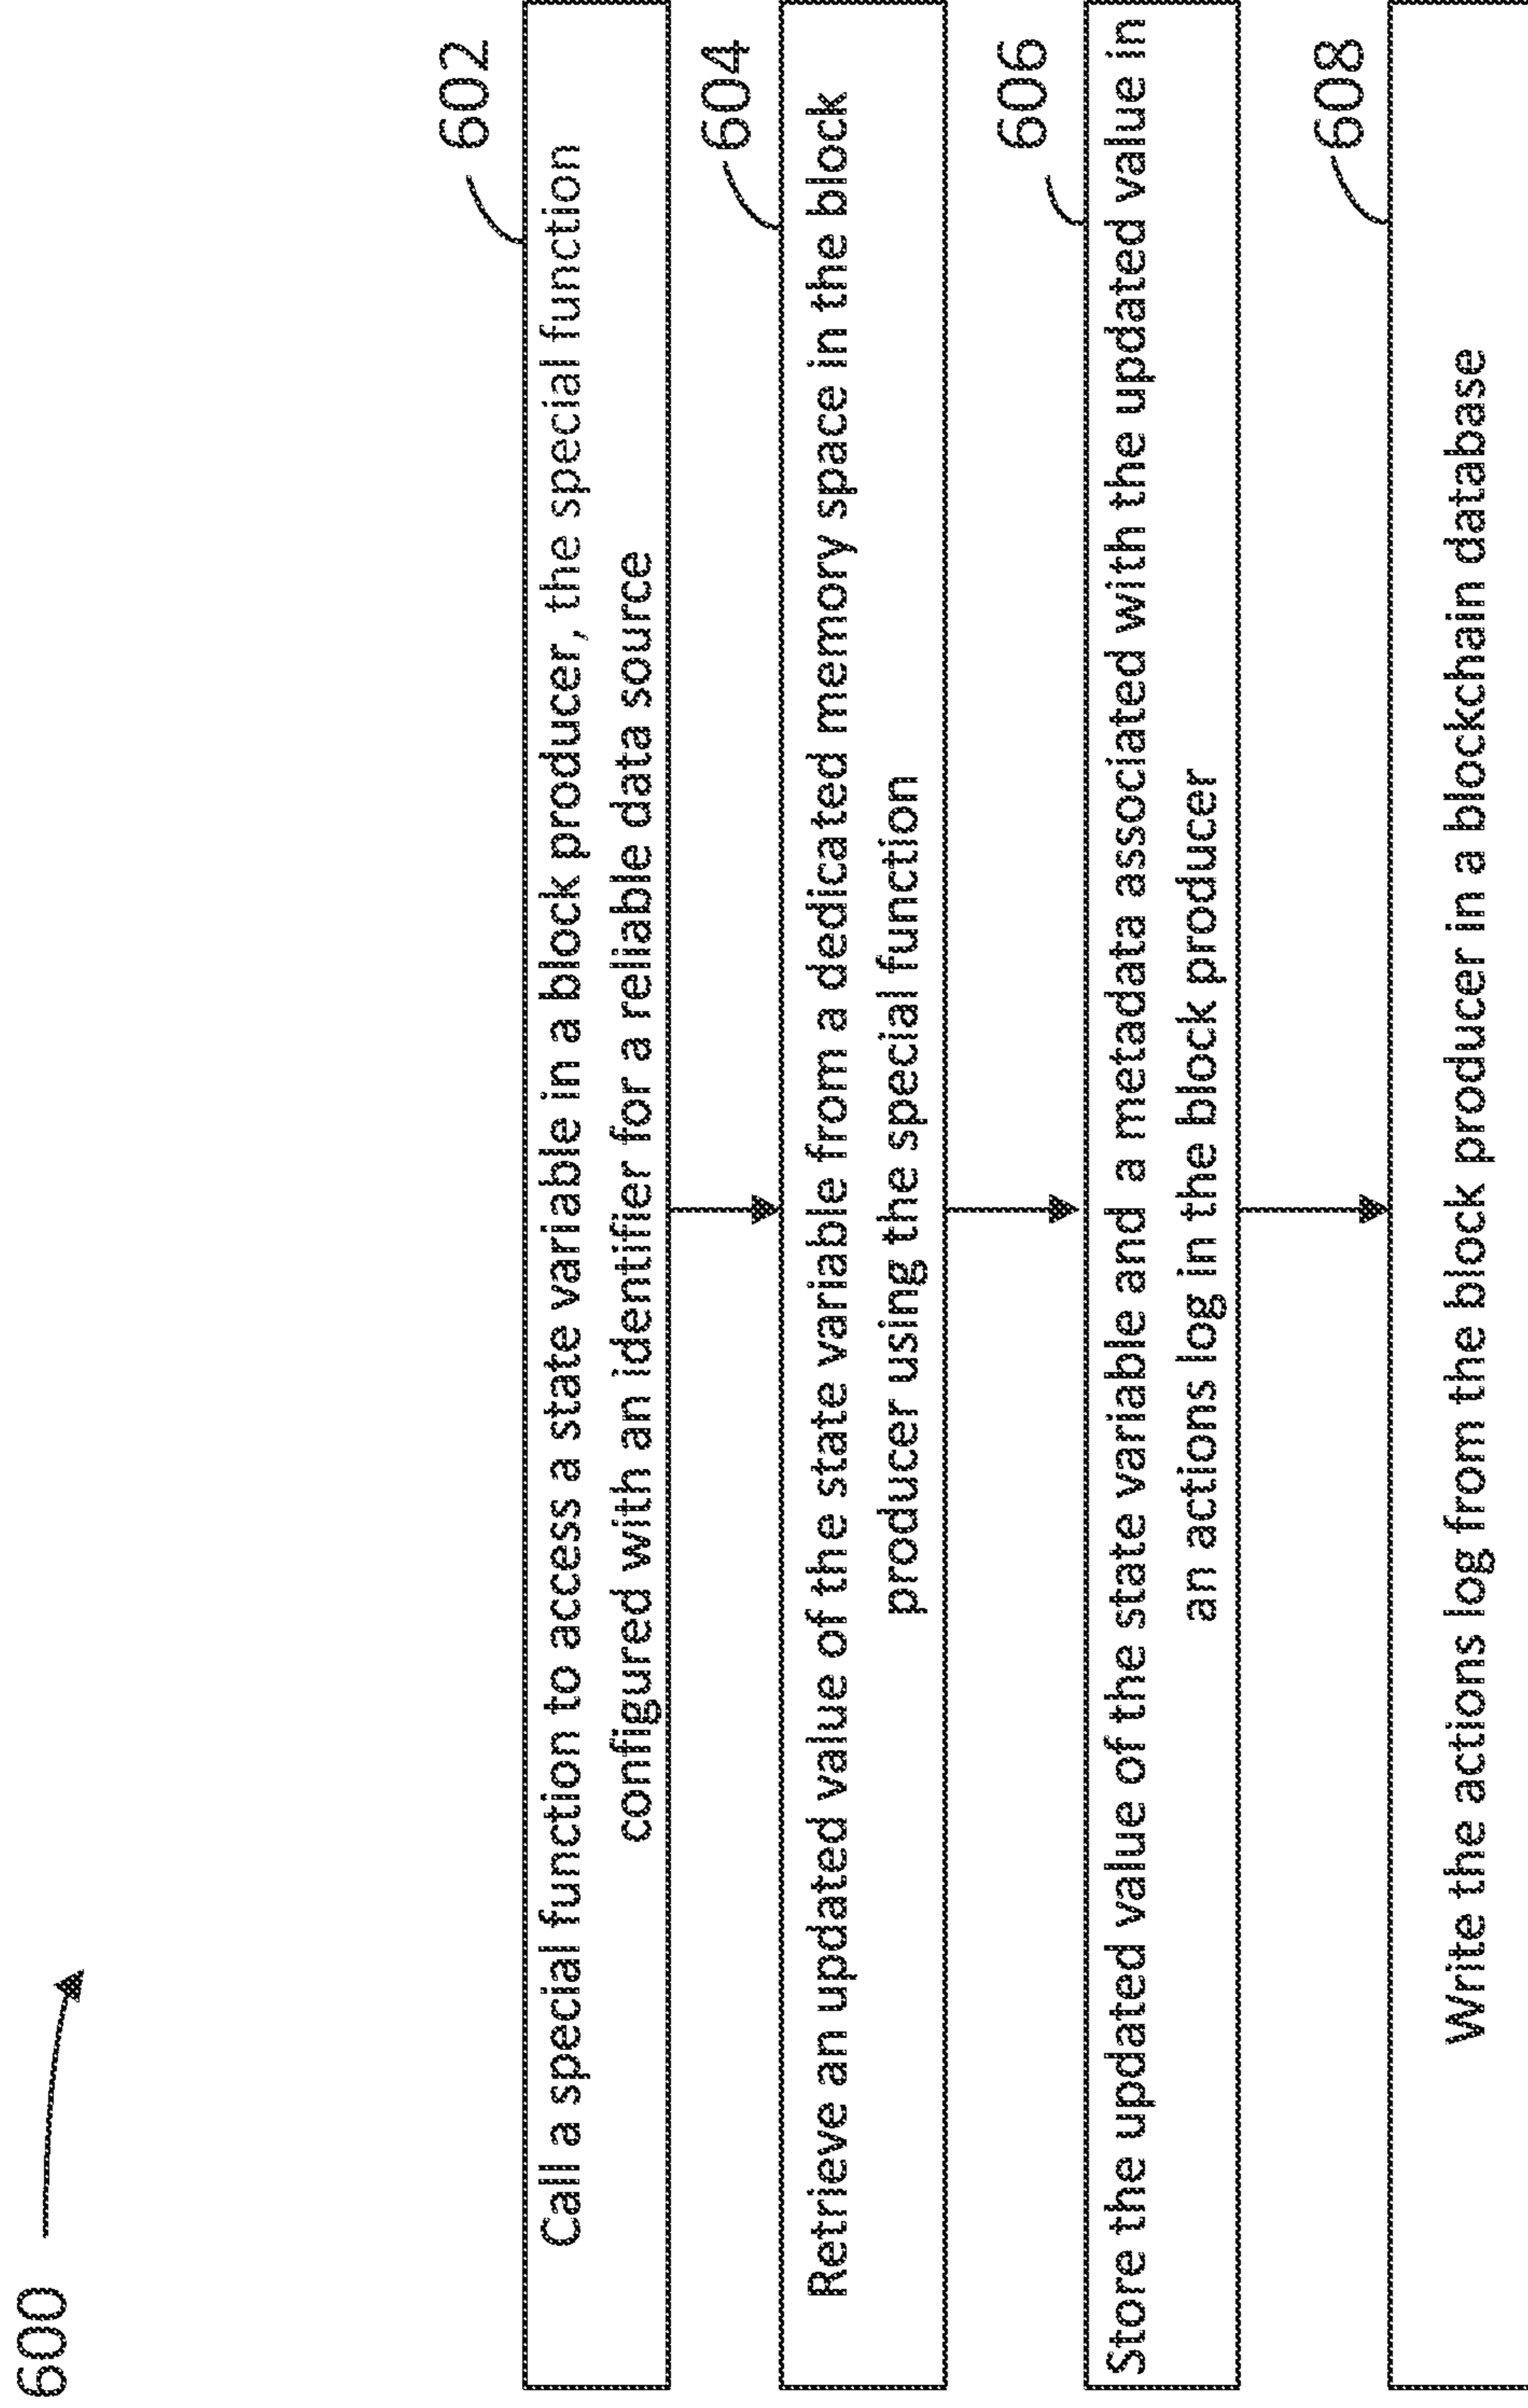 600
602
Call a special function to access a state variable in a block producer, the special function
configured with an identifier for a reliable data source
604
Retrieve an updated value of the state variable from a dedicated memory space in the block
producer using the special function
606
Store the updated value of the state variable and a metadata associated with the updated value in
an actions log in the block producer
608
Write the actions log from the block producer in a blockchain database